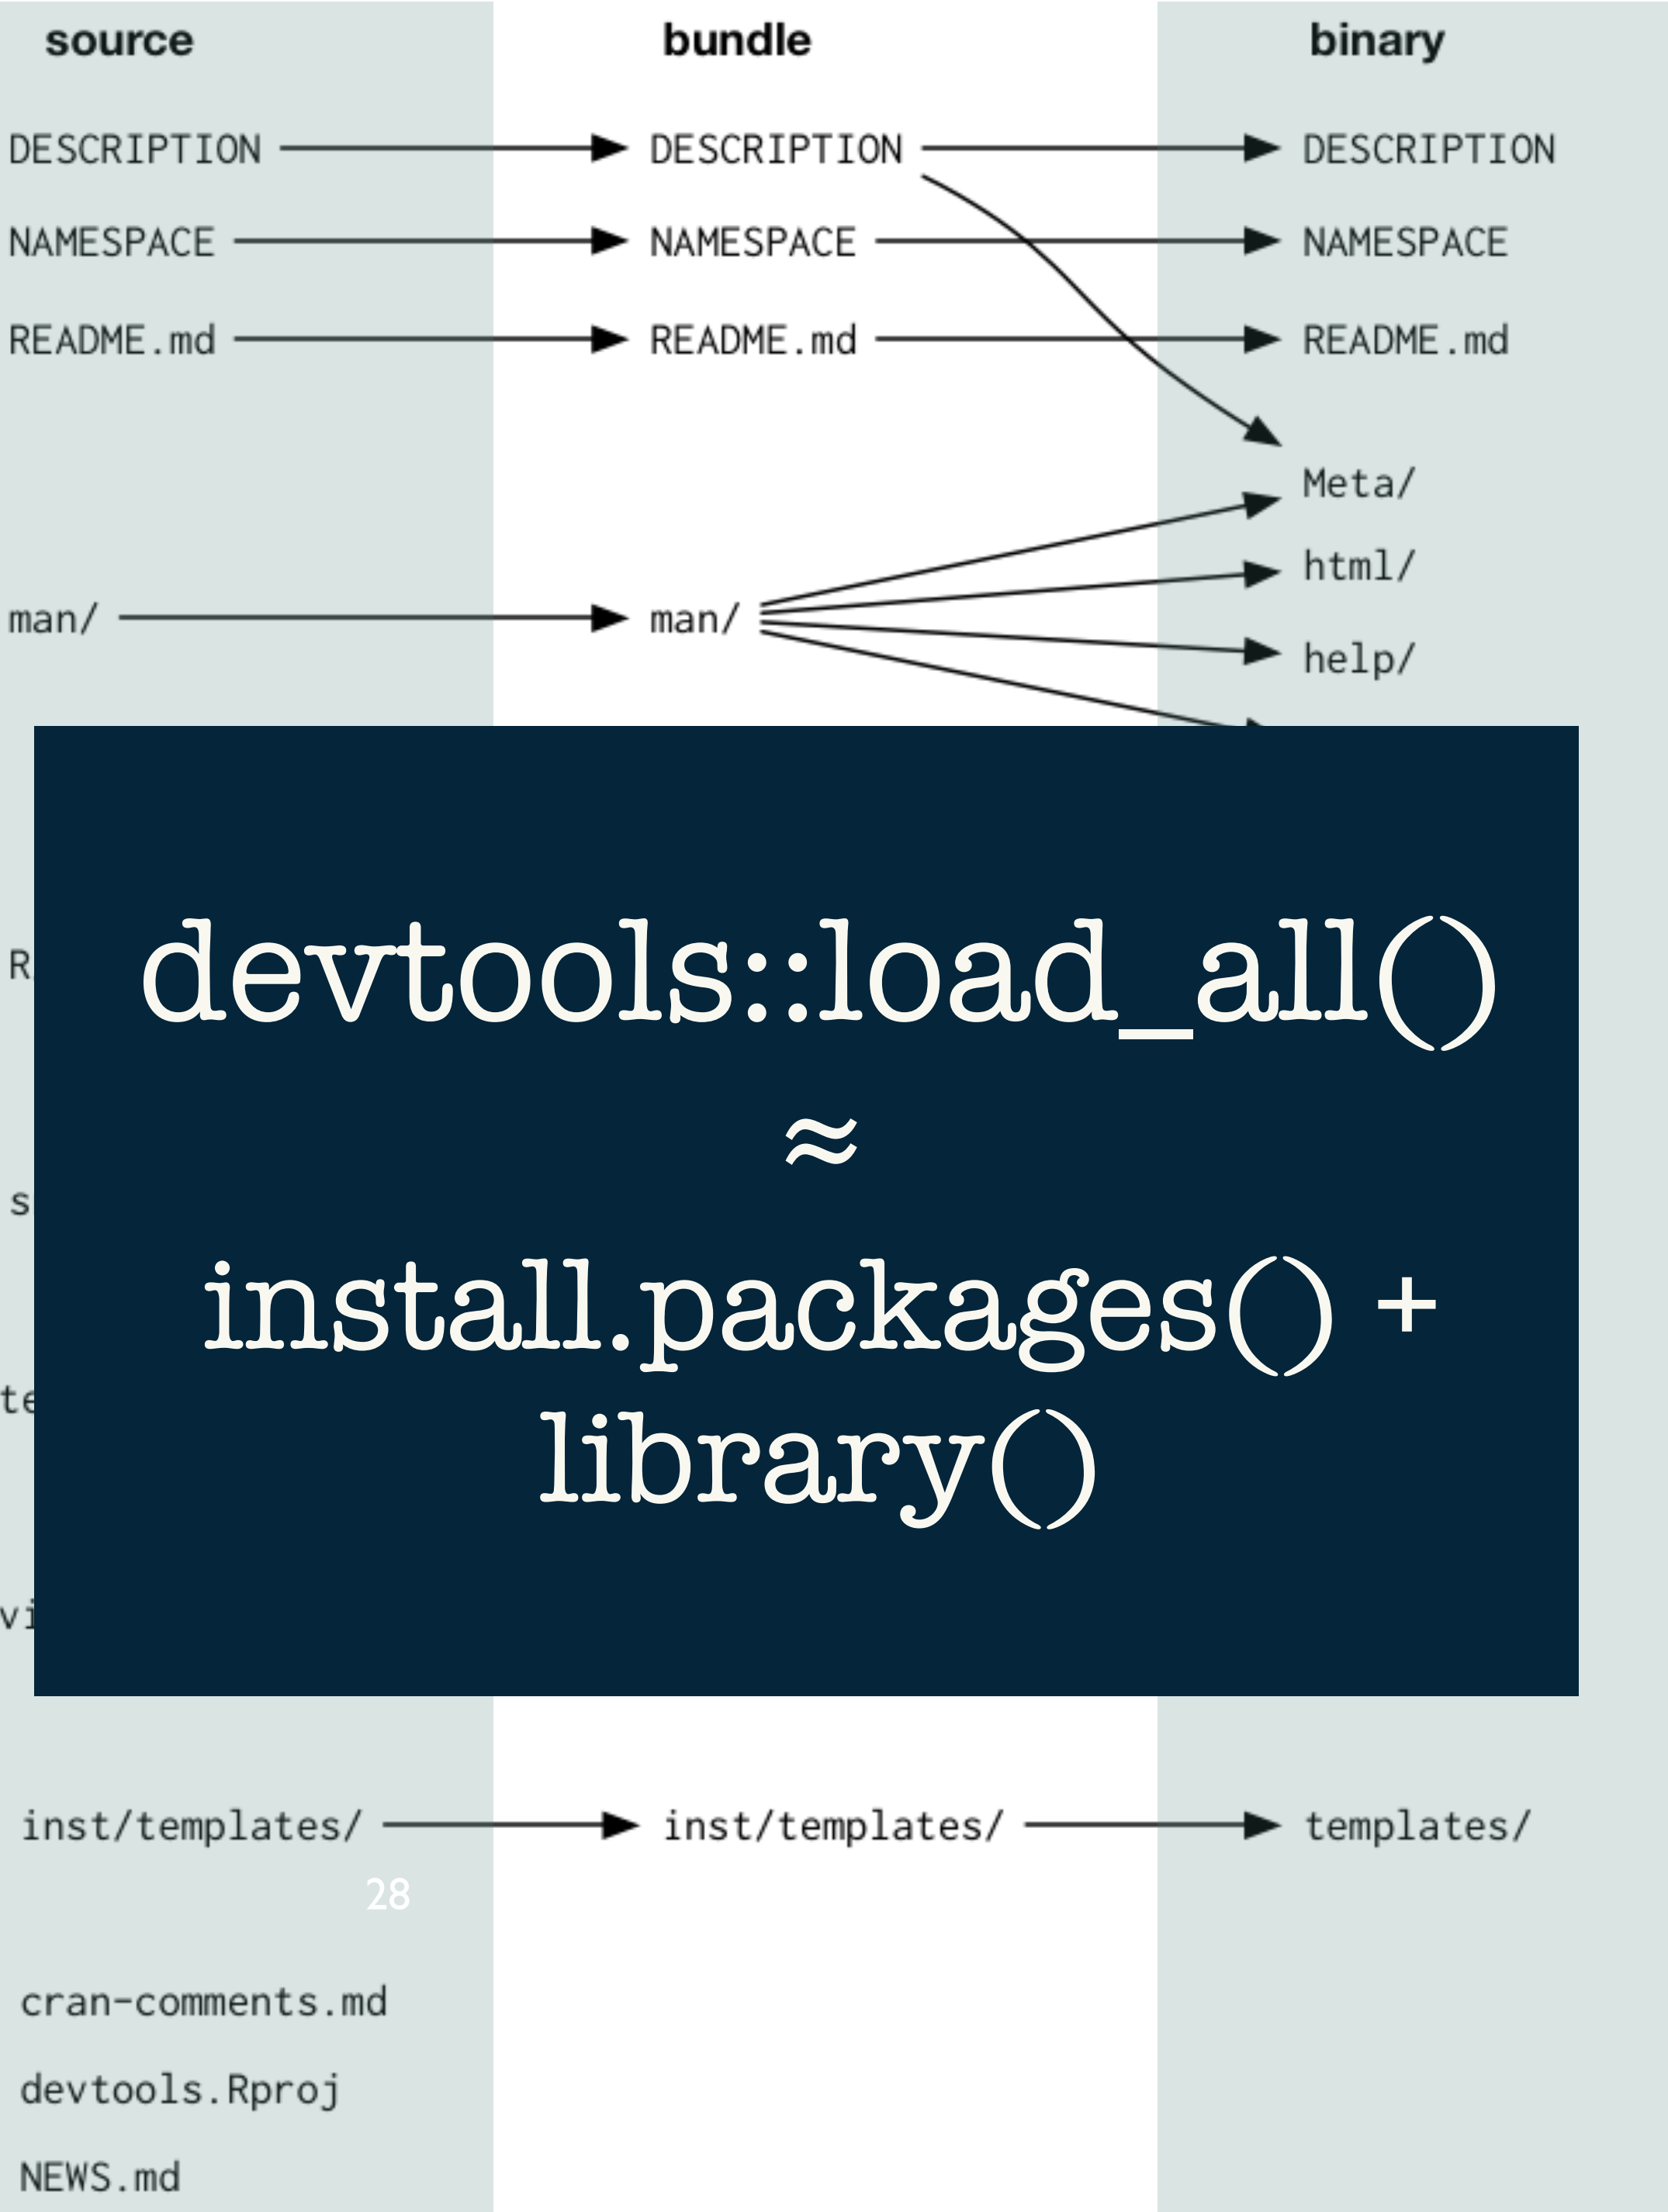 source bundle binary
DESCRIPTION DESCRIPTION DESCRIPTION
NAMESPACE NAMESPACE NAMESPACE
README.md README.md README.md
Meta/
html/
man/ man/
help/
devtools::load_all()
≈
install.packages() +
library()
inst/templates/ inst/templates/ templates/
28
cran-comments.md
devtools.Rproj
NEWS.md